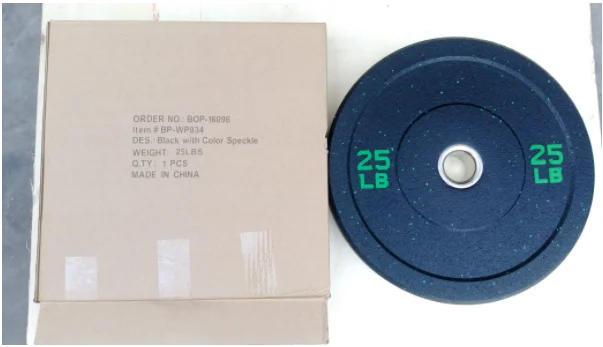 ORDER NO.: BOP-16096
Item # BP-WP034
DES.: Black with Color Speckle
WEIGHT: 25LBS
Q.TY: 1 PCS
MADE IN CHINA
25
LB
25
LB